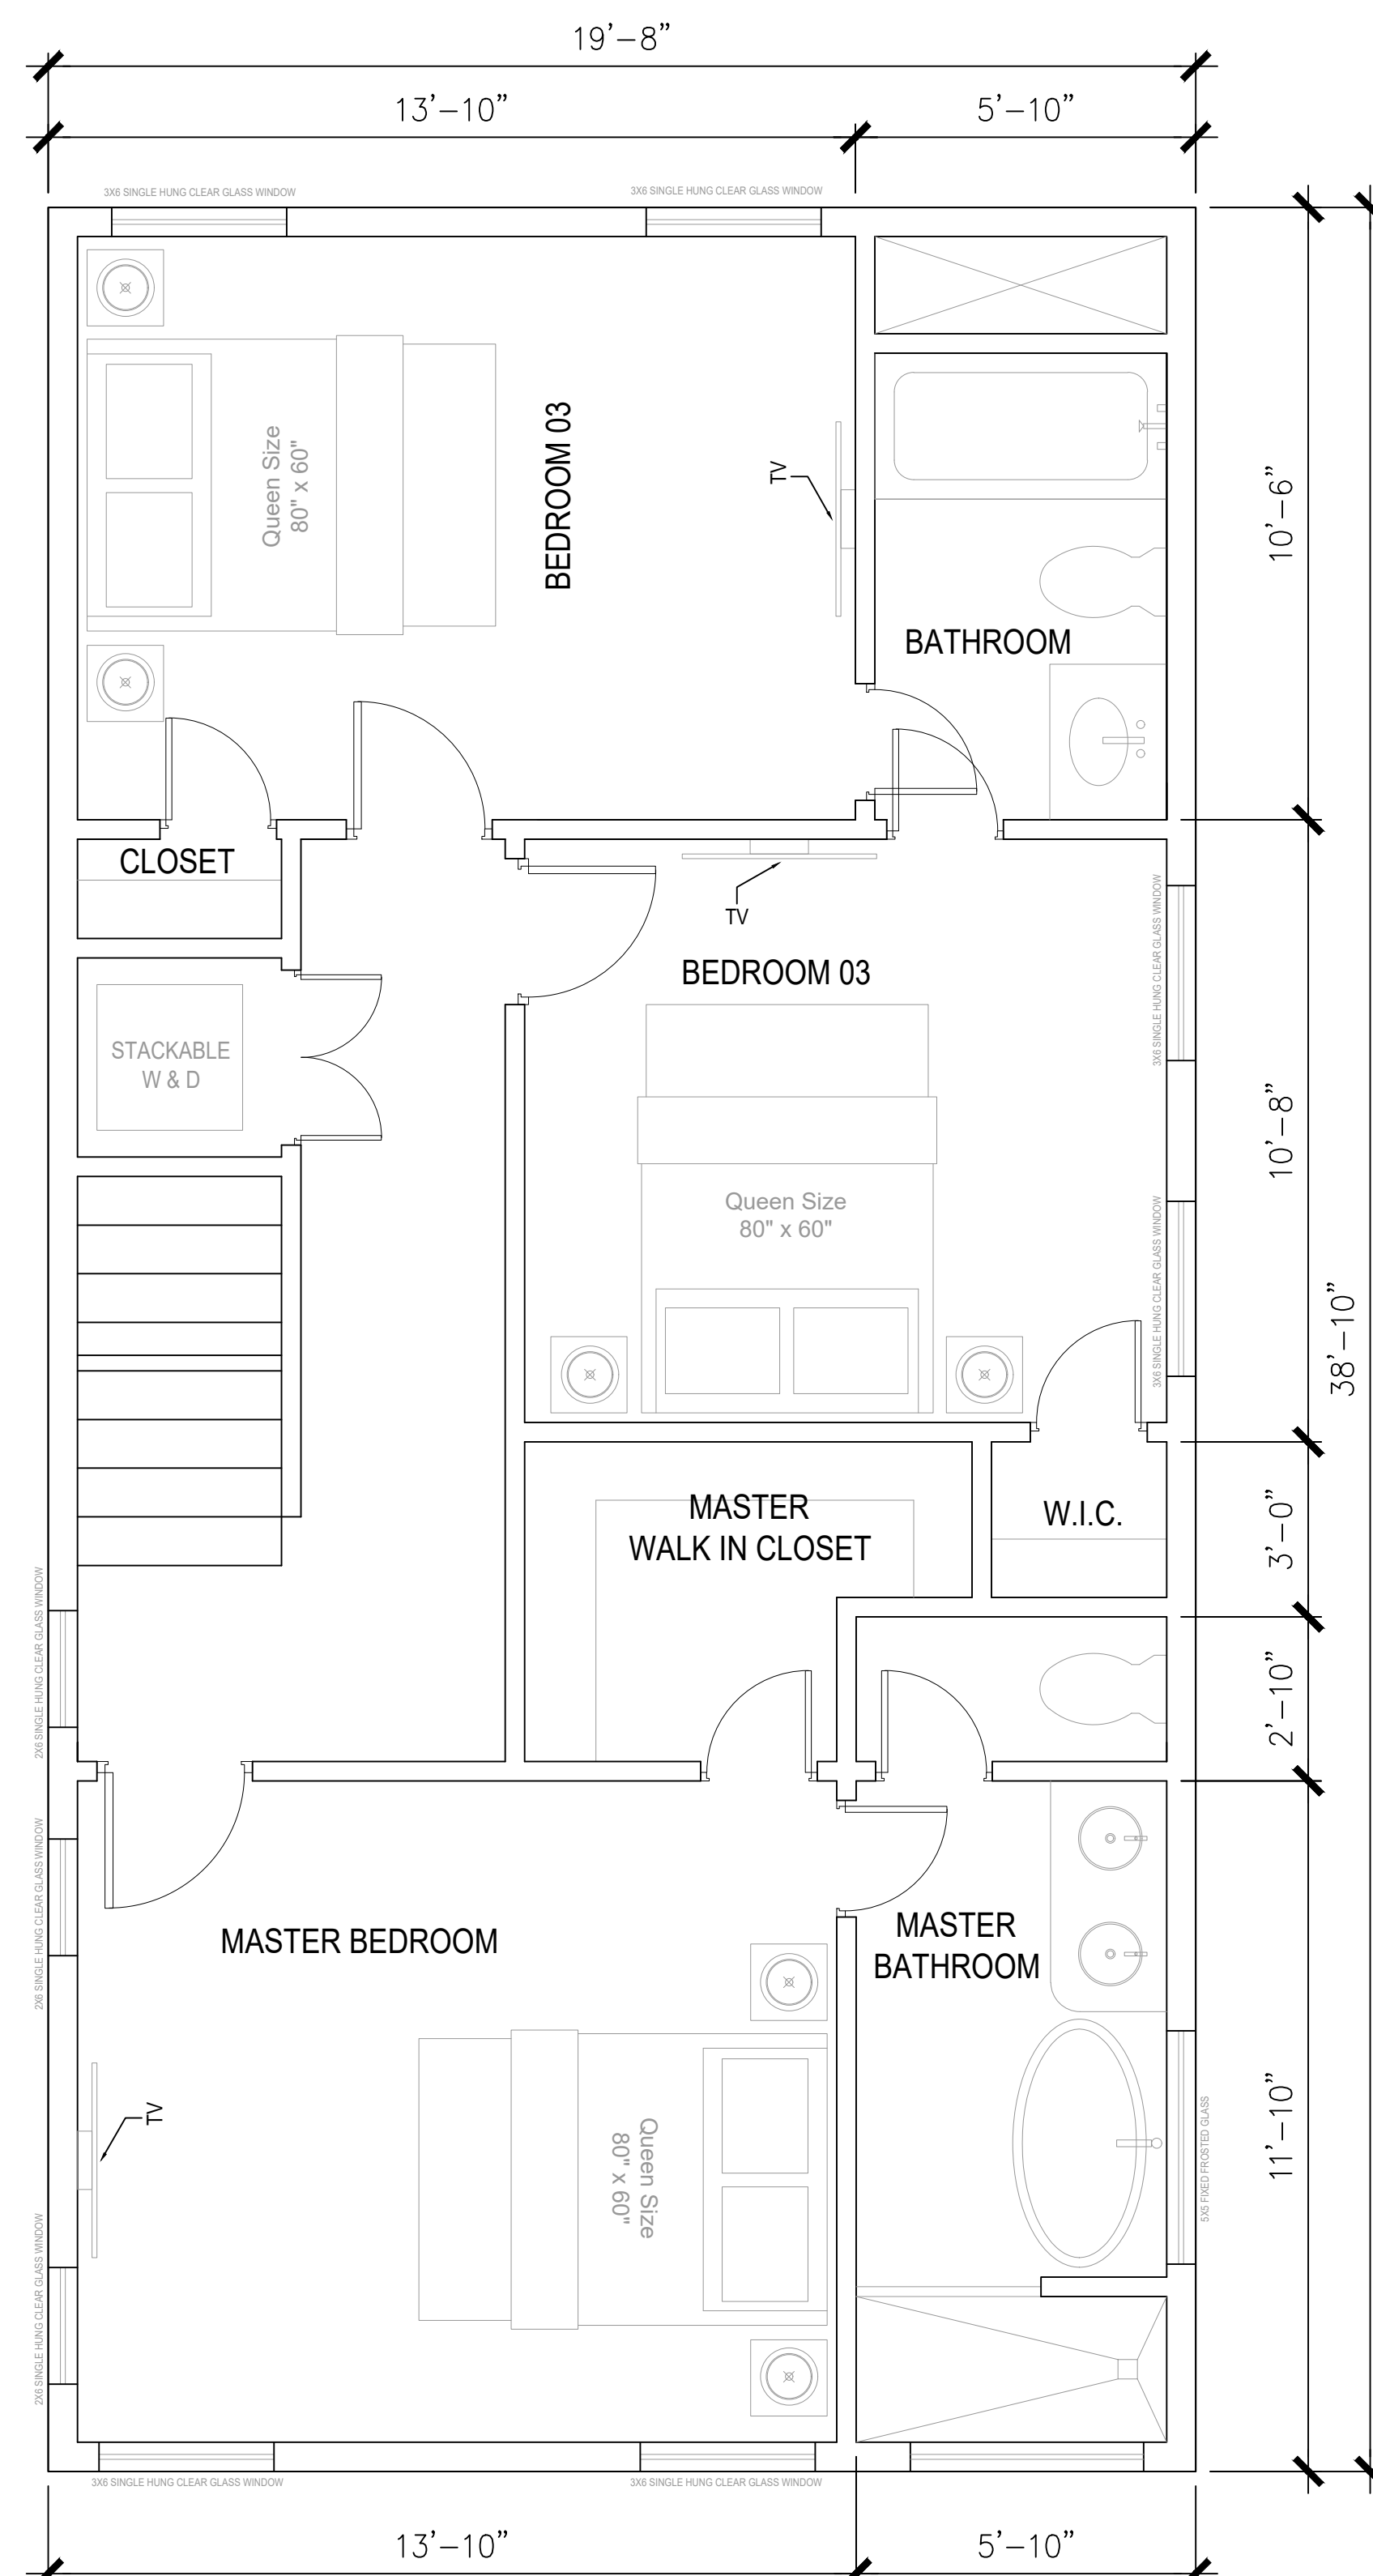 19’-8”
13’-10”
5’-10”
3X6 SINGLE HUNG CLEAR GLASS WINDOW
3X6 SINGLE HUNG CLEAR GLASS WINDOW
Queen Size
80" x 60"
BEDROOM 03
TV
10’-6”
BATHROOM
CLOSET
TV
3X6 SINGLE HUNG CLEAR GLASS WINDOW
BEDROOM 03
STACKABLE
W & D
10’-8”
Queen Size
80" x 60"
3X6 SINGLE HUNG CLEAR GLASS WINDOW
38’-10”
MASTER
WALK IN CLOSET
W.I.C.
3’-0”
2X6 SINGLE HUNG CLEAR GLASS WINDOW
2’-10”
2X6 SINGLE HUNG CLEAR GLASS WINDOW
MASTER BEDROOM
MASTER
BATHROOM
TV
Queen Size
80" x 60"
5X5 FIXED FROSTED GLASS
11’-10”
2X6 SINGLE HUNG CLEAR GLASS WINDOW
3X6 SINGLE HUNG CLEAR GLASS WINDOW
3X6 SINGLE HUNG CLEAR GLASS WINDOW
13’-10”
5’-10”